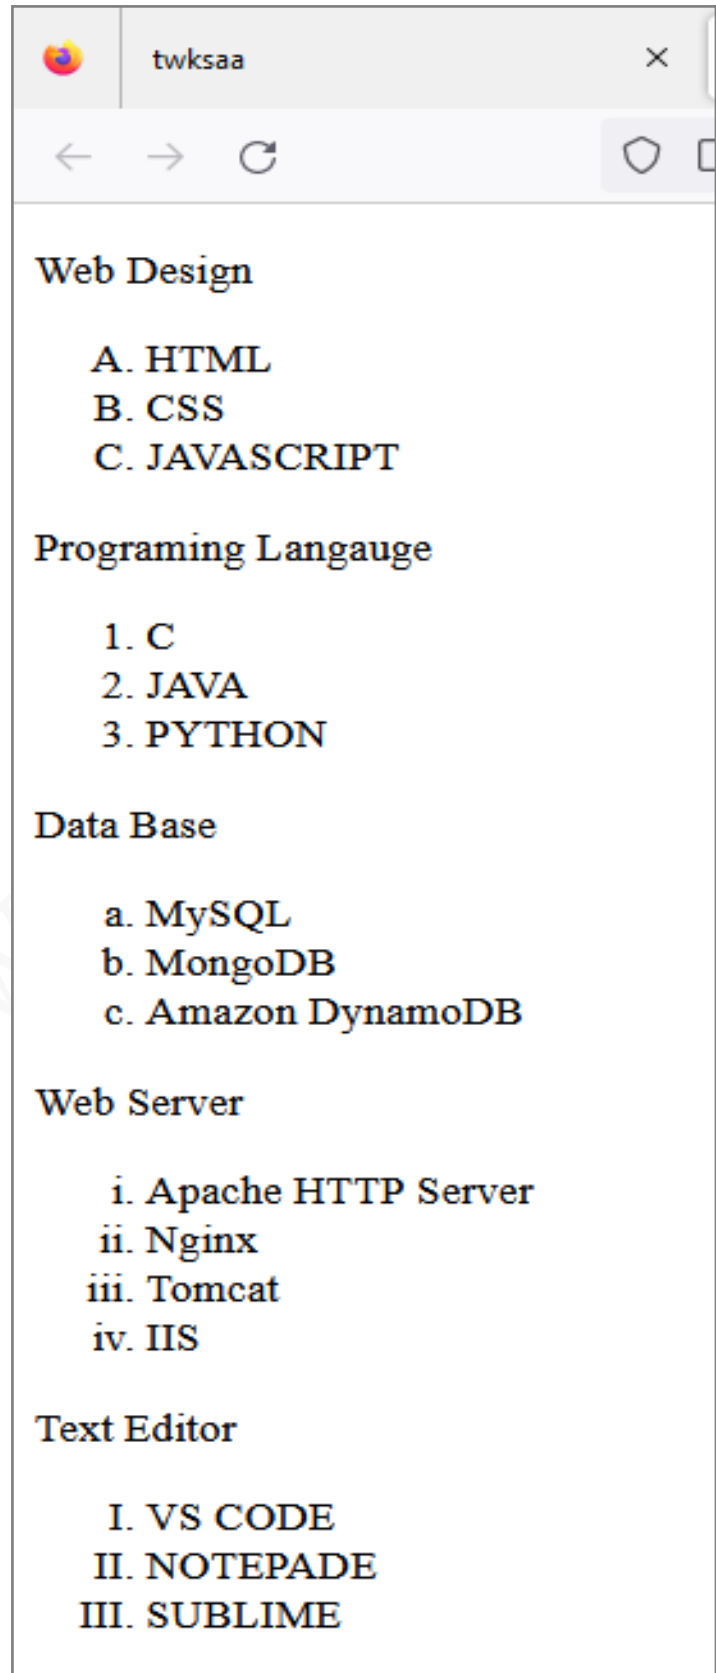 twksaa
Web Design
A. HTML
B. CSS
C. JAVASCRIPT
Programing Langauge
1. C
2. JAVA
3. PYTHON
Data Base
a. MySQL
b. MongoDB
c. Amazon DynamoDB
Web Server
i. Apache HTTP Server
ii. Nginx
iii. Tomcat
iv. IIS
Text Editor
I. VS CODE
II. NOTEPADE
III. SUBLIME